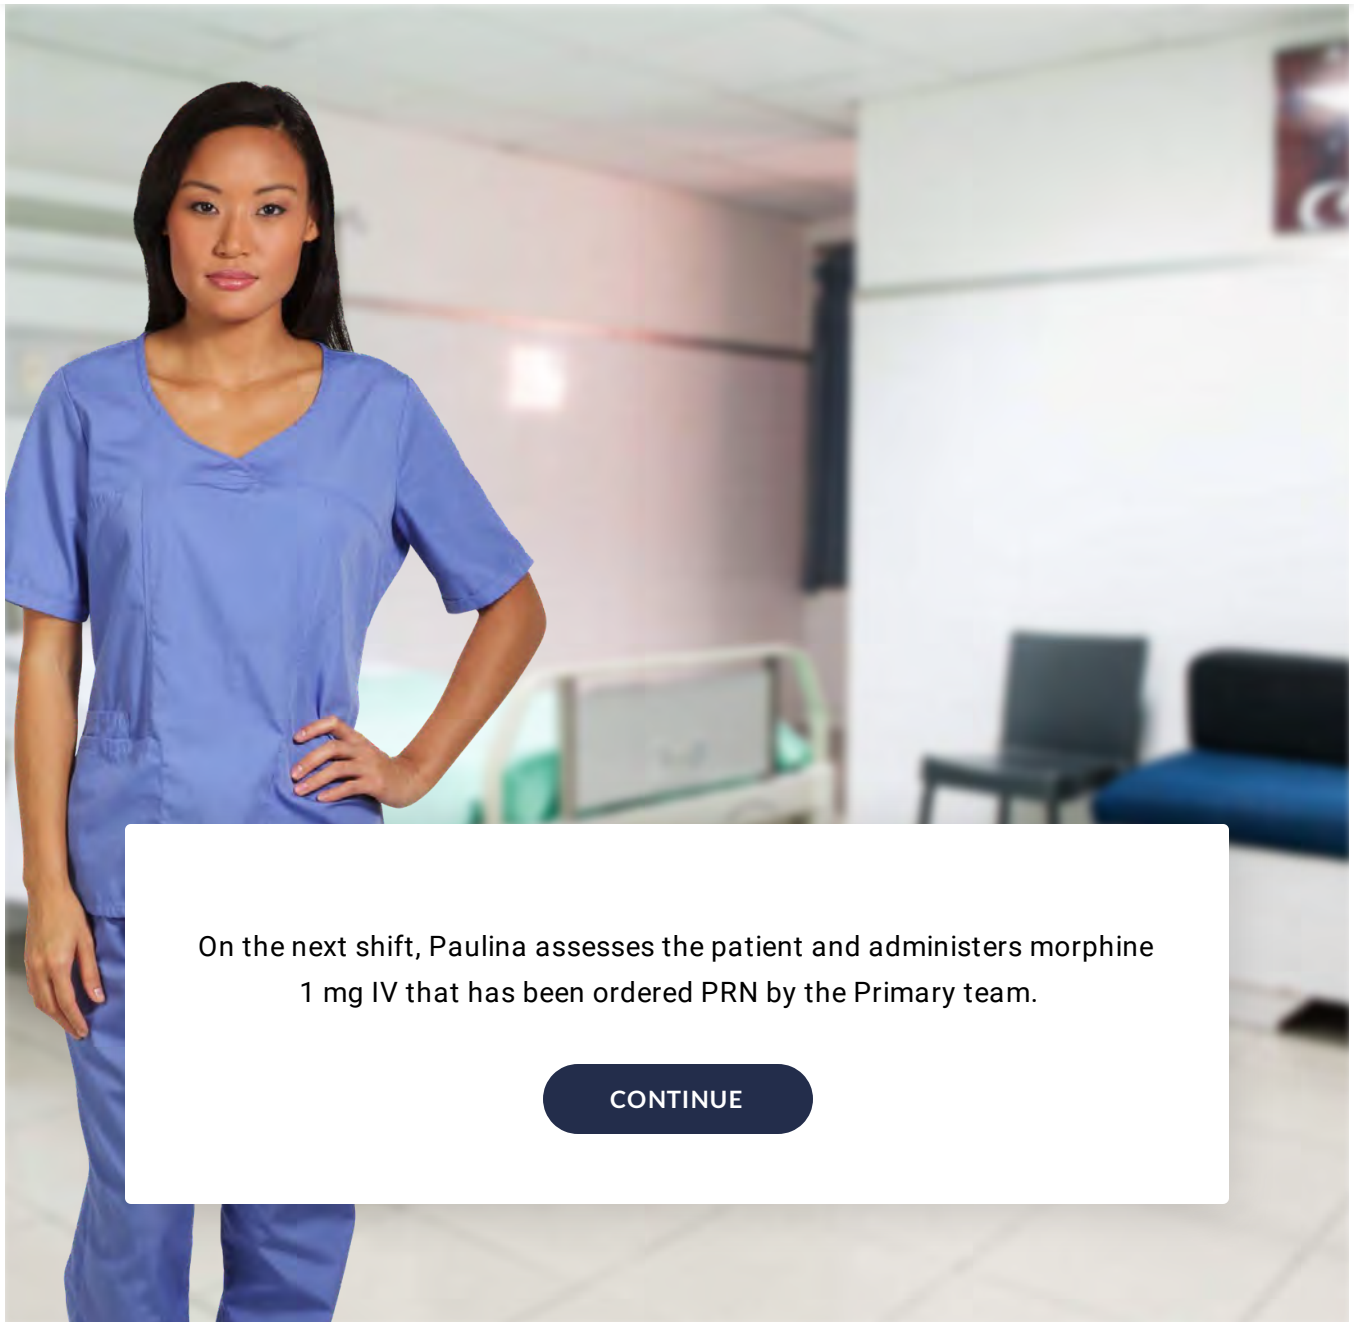 On the next shift, Paulina assesses the patient and administers morphine
1 mg IV that has been ordered PRN by the Primary team.
CONTINUE